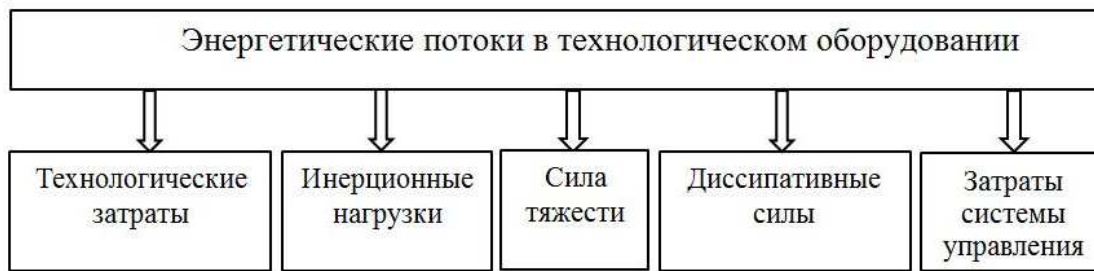 Энергетические потоки в технологическом оборудовании
Технологические
затраты
Инерционные
нагрузки
Сила
тяжести
Диссипативные
силы
Затраты
системы
управления